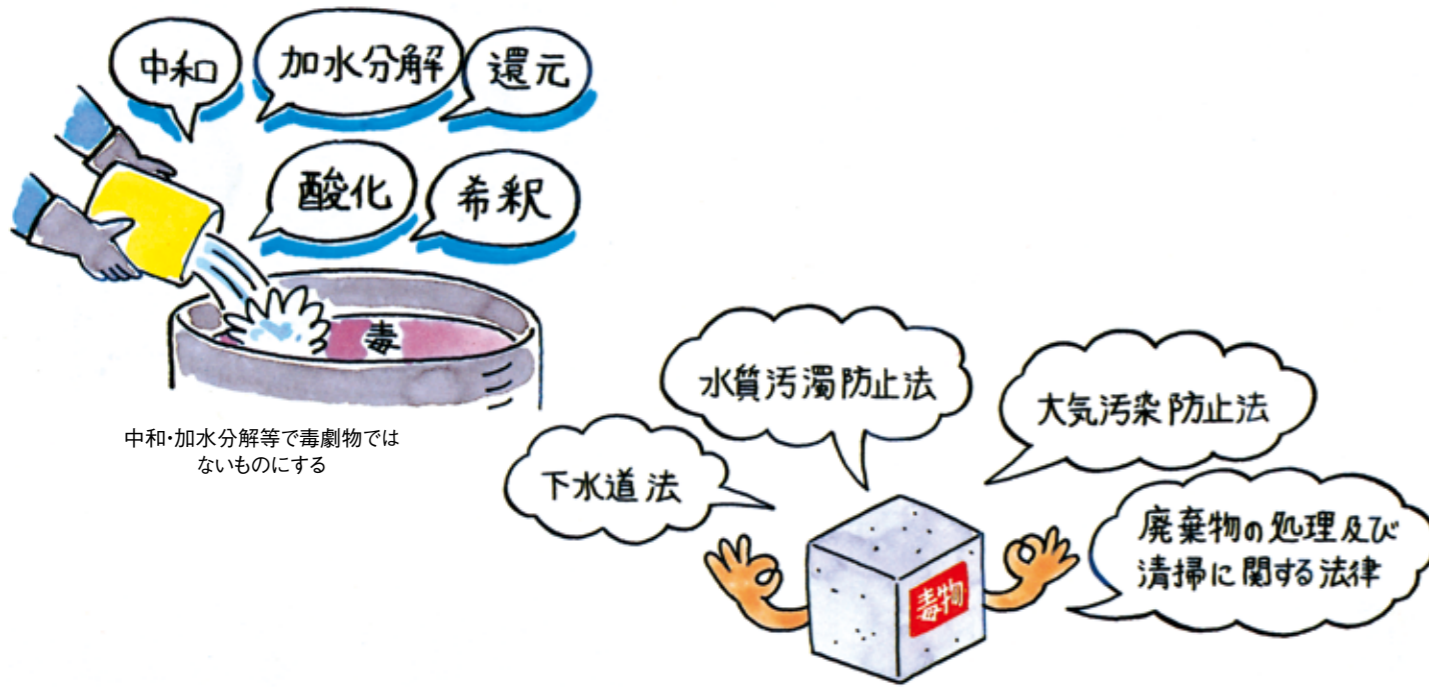 中和
加水分解
還元
酸化
希釈
毒
中和・加水分解等で毒劇物では
ないものにする
水質汚濁防止法
大気汚染防止法
下水道法
廃棄物の処理及び
清掃に関する法律
毒物